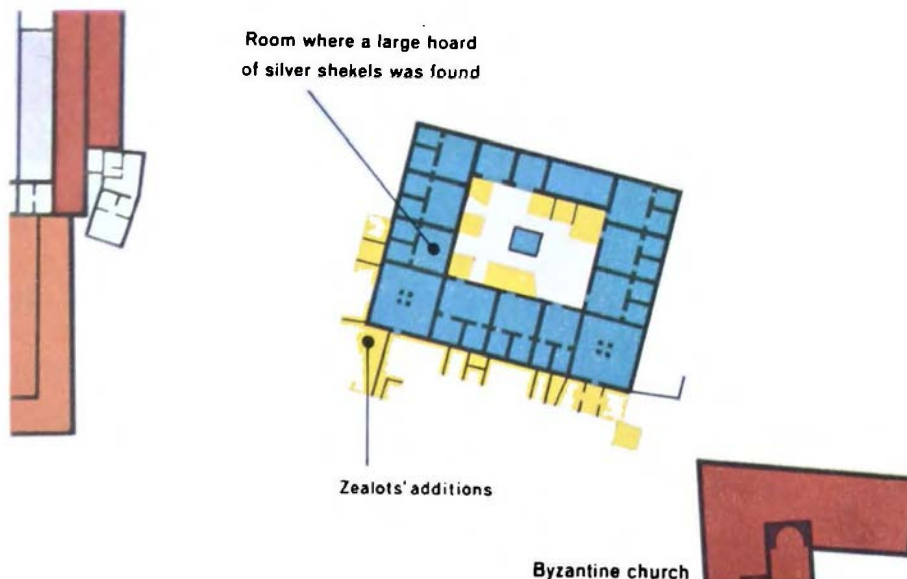 Room where a large hoard
of silver shekels was found
Zealots' additions
Byzantine church